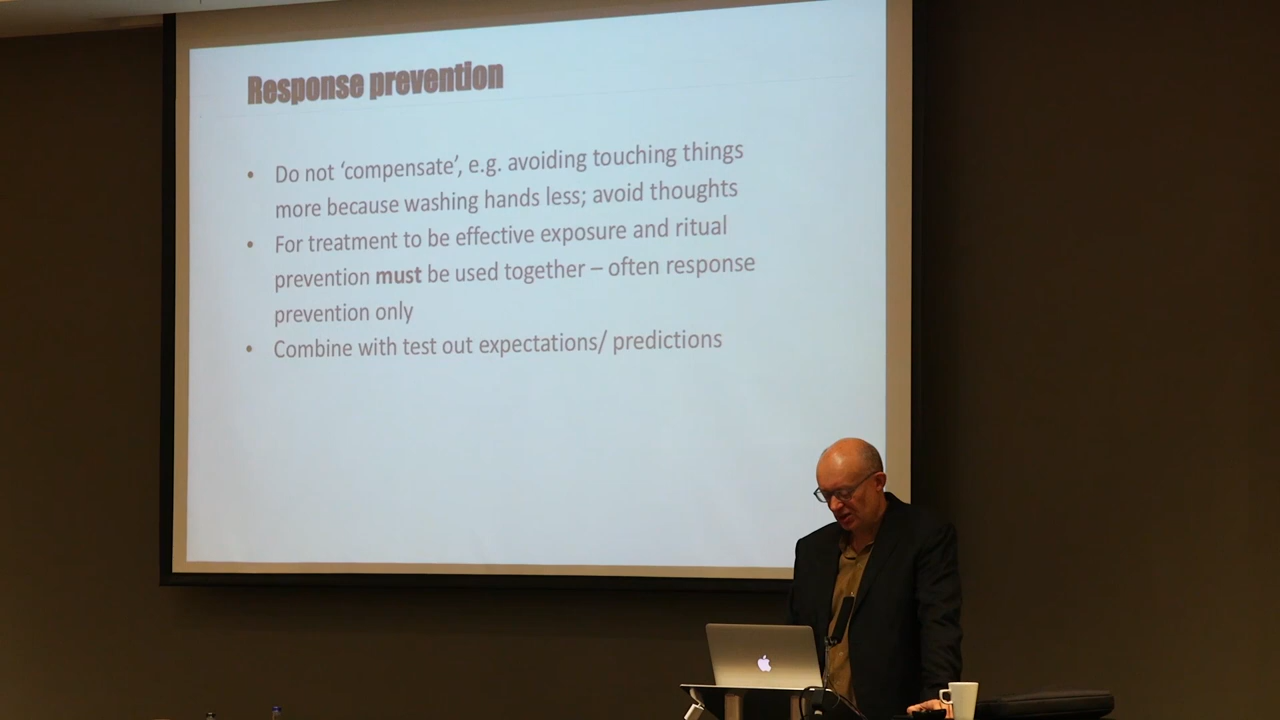 Response prevention
• Do not ‘compensate’, e.g. avoiding touching things
more because washing hands less; avoid thoughts
• For treatment to be effective exposure and ritual
prevention must be used together – often response
prevention only
• Combine with test out expectations/ predictions